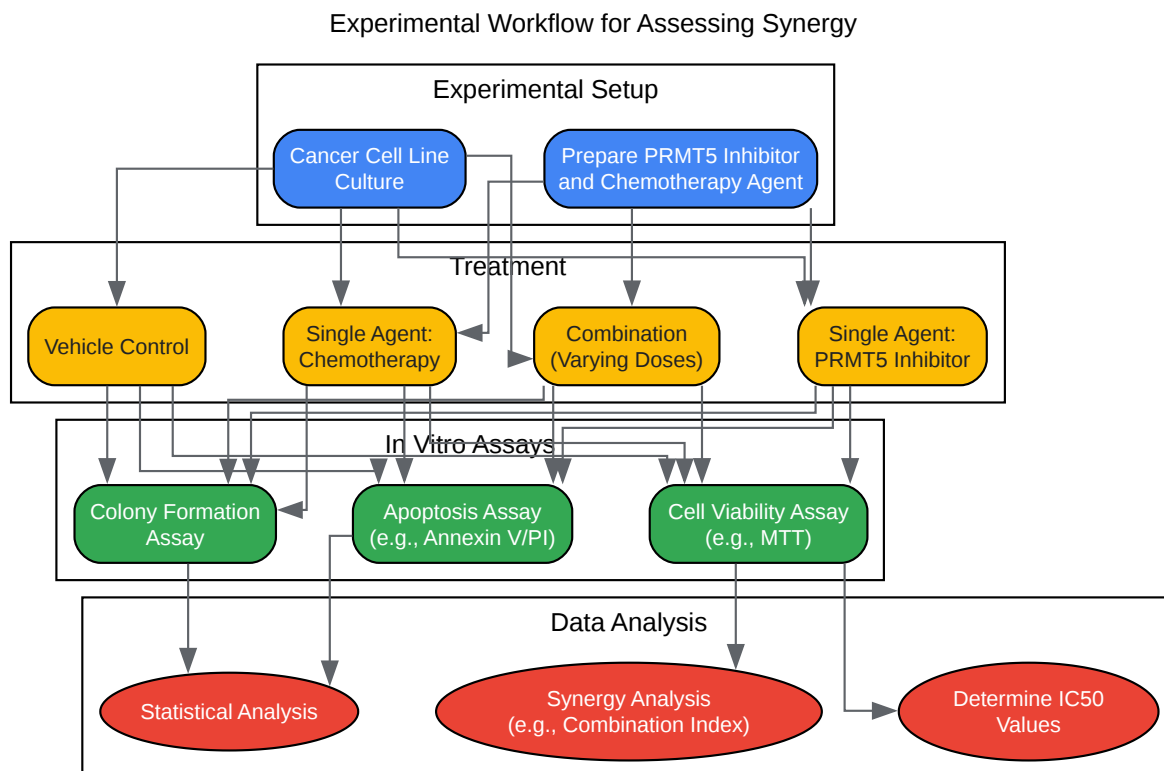 Experimental Workflow for Assessing Synergy
Experimental Setup
Cancer Cell Line
Culture
Prepare PRMT5 Inhibitor
and Chemotherapy Agent
Treatment
Vehicle Control
Single Agent:
Chemotherapy
Combination
(Varying Doses)
Single Agent:
PRMT5 Inhibitor
In Vitro Assays
Colony Formation
Assay
Apoptosis Assay
(e.g., Annexin V/PI)
Cell Viability Assay
(e.g., MTT)
Data Analysis
Statistical Analysis
Synergy Analysis
(e.g., Combination Index)
Determine IC50
Values